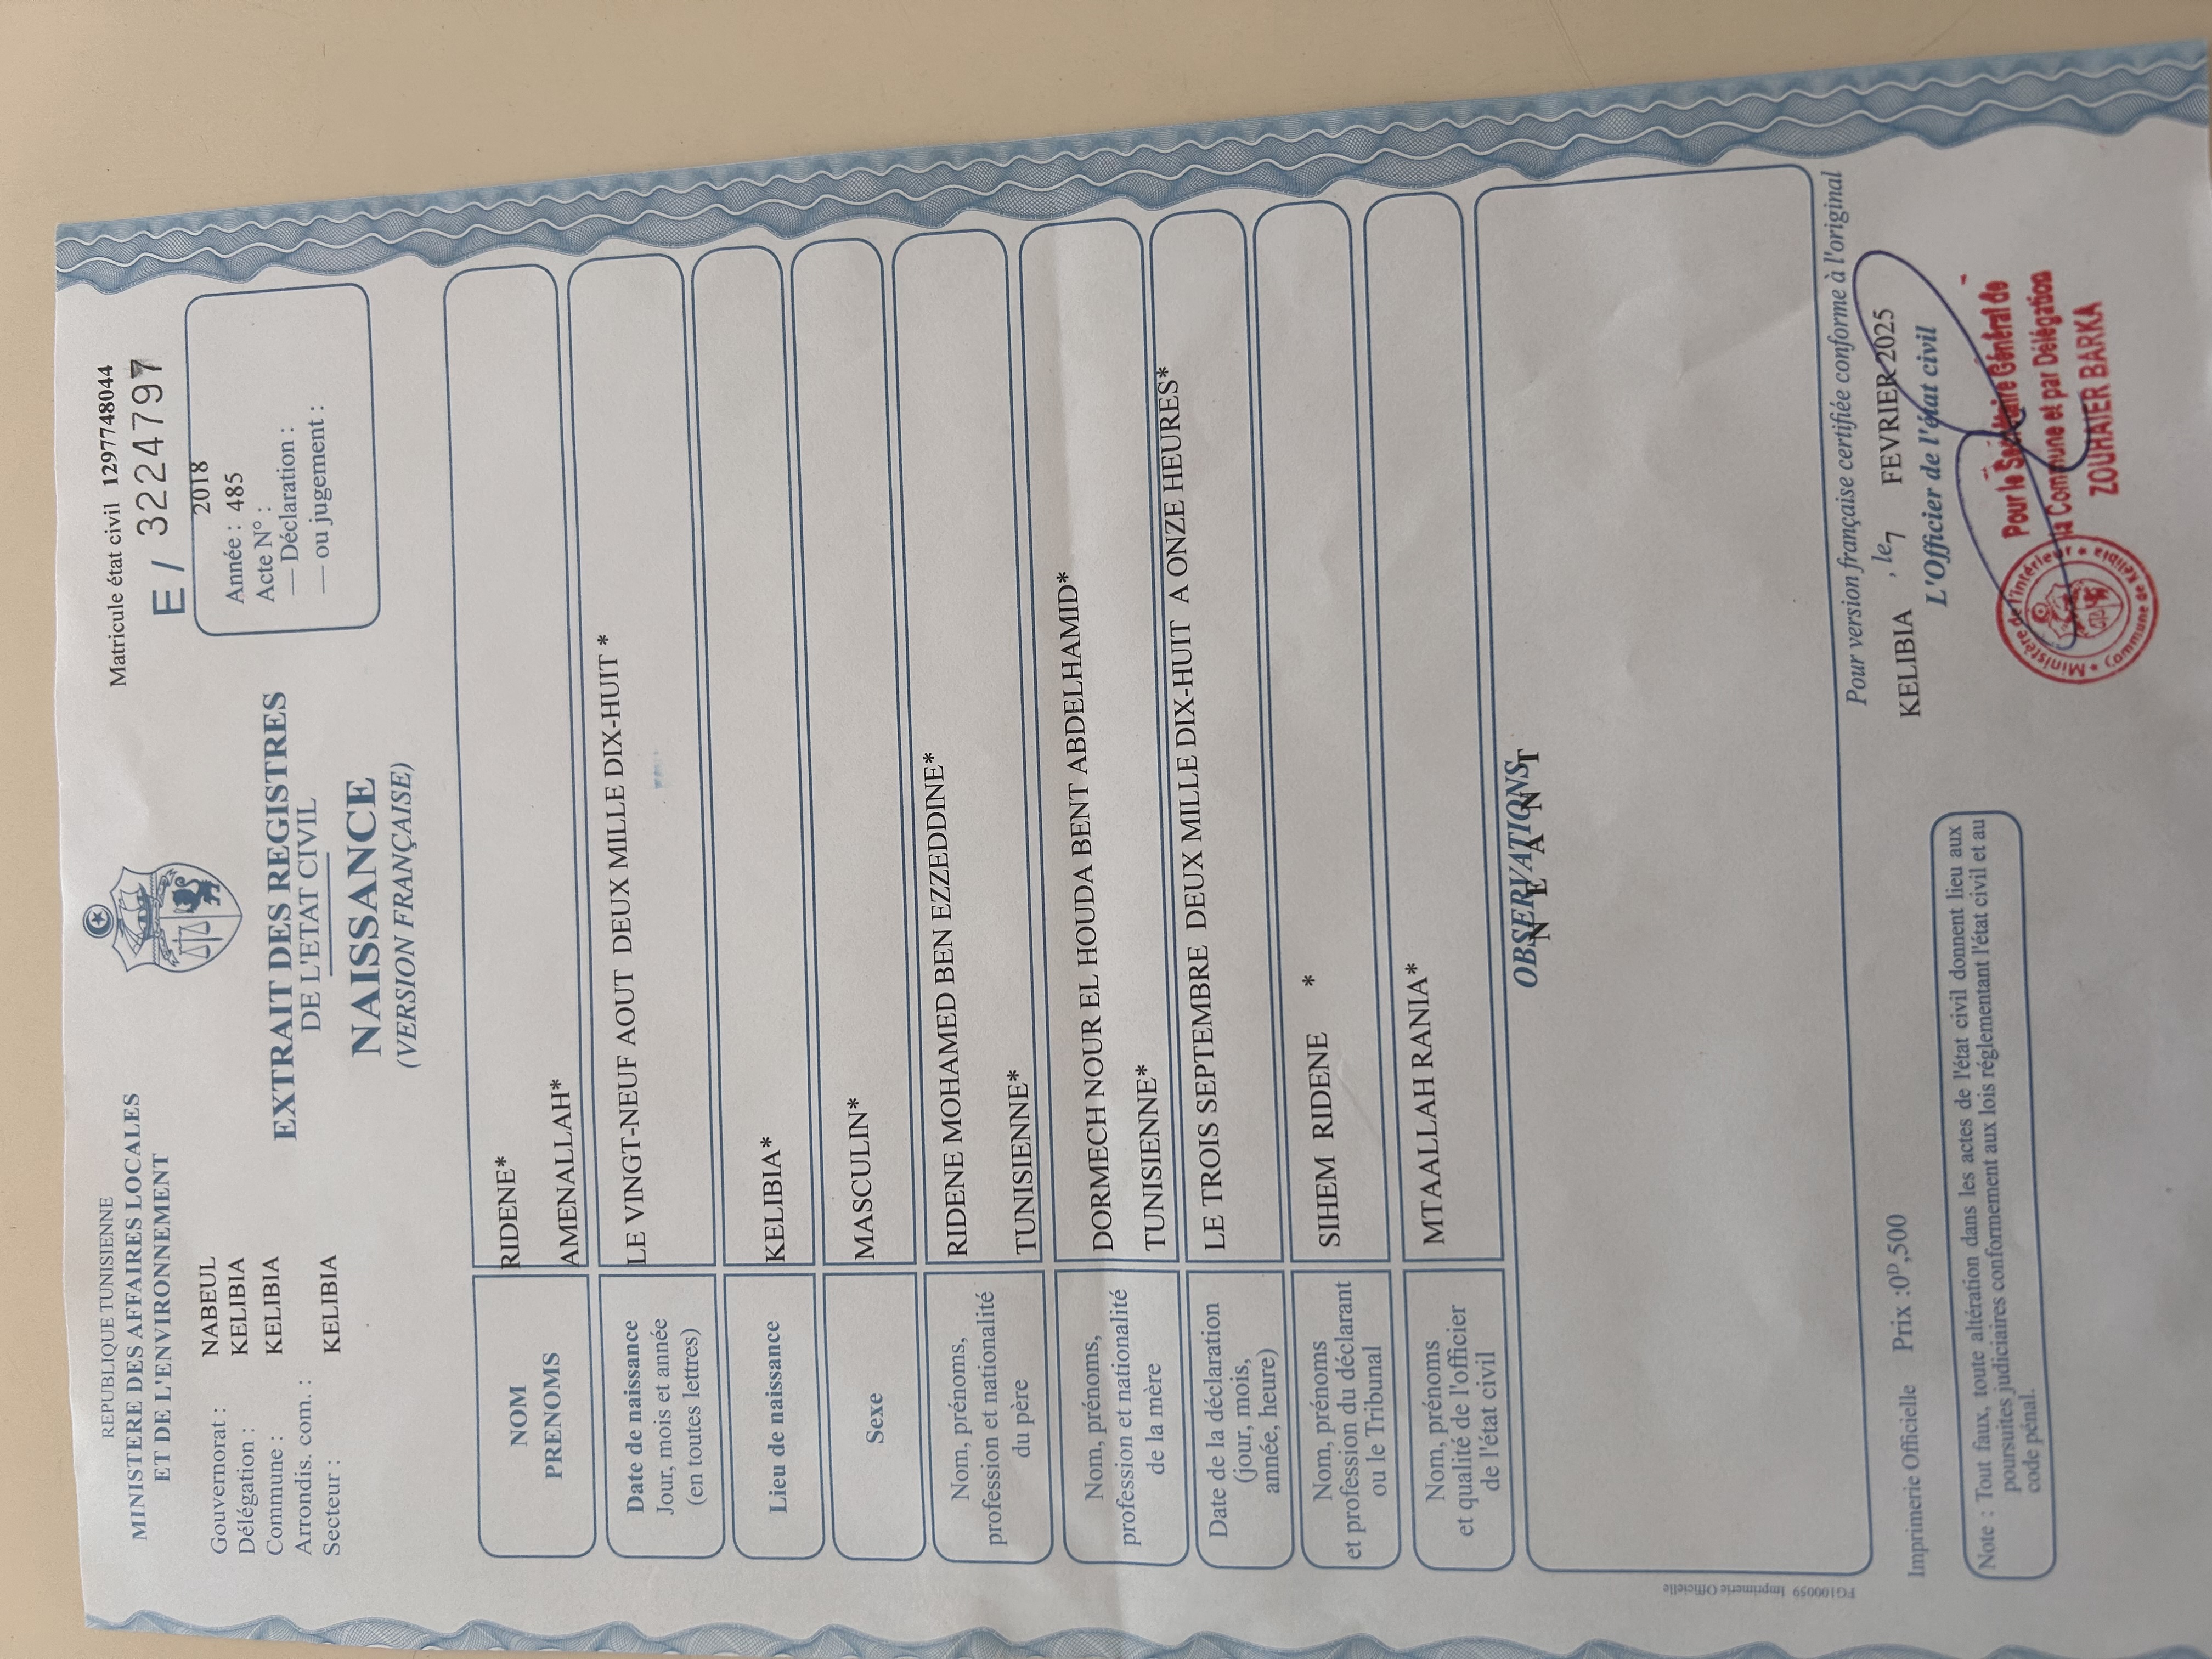 REPUBLIQUE TUNISIENNE
MINISTERE DES AFFAIRES LOCALES
ET DE L'ENVIRONNEMENT
Gouvernorat : NABEUL
Délégation : KELIBIA
Commune : KELIBIA
Arrondis. com. :
Secteur : KELIBIA
EXTRAIT DES REGISTRES
DE L'ETAT CIVIL
NAISSANCE
(VERSION FRANÇAISE)
Matricule état civil 12977748044
E / 3224797
2018
Année : 485
Acte N° :
— Déclaration :
— ou jugement :
NOM RIDENE*
PRENOMS AMENALLAH*
Date de naissance LE VINGT-NEUF AOUT DEUX MILLE DIX-HUIT *
Jour, mois et année
(en toutes lettres)
Lieu de naissance KELIBIA*
Sexe MASCULIN*
Nom, prénoms, RIDENE MOHAMED BEN EZZEDDINE*
profession et nationalité
du père TUNISIENNE*
Nom, prénoms, DORMECH NOUR EL HOUDA BENT ABDELHAMID*
profession et nationalité
de la mère TUNISIENNE*
Date de la déclaration LE TROIS SEPTEMBRE DEUX MILLE DIX-HUIT A ONZE HEURES*
(jour, mois,
année, heure)
Nom, prénoms SIHEM RIDENE *
et profession du déclarant
ou le Tribunal
Nom, prénoms MTAALLAH RANIA*
et qualité de l'officier
de l'état civil
OBSERVATIONS
N E A N T
FG100059 Imprimerie Officielle
Pour version française certifiée conforme à l'original
Imprimerie Officielle Prix :0ᴰ,500
KELIBIA , le 7 FEVRIER 2025
L'Officier de l'état civil
Note : Tout faux, toute altération dans les actes de l'état civil donnent lieu aux
poursuites judiciaires conformement aux lois réglementant l'état civil et au
code pénal.
Pour le Secrétaire Général de
la Commune et par Délégation
ZOUHAIER BARKA
Ministère de l'intérieur * Commune de Kélibia *